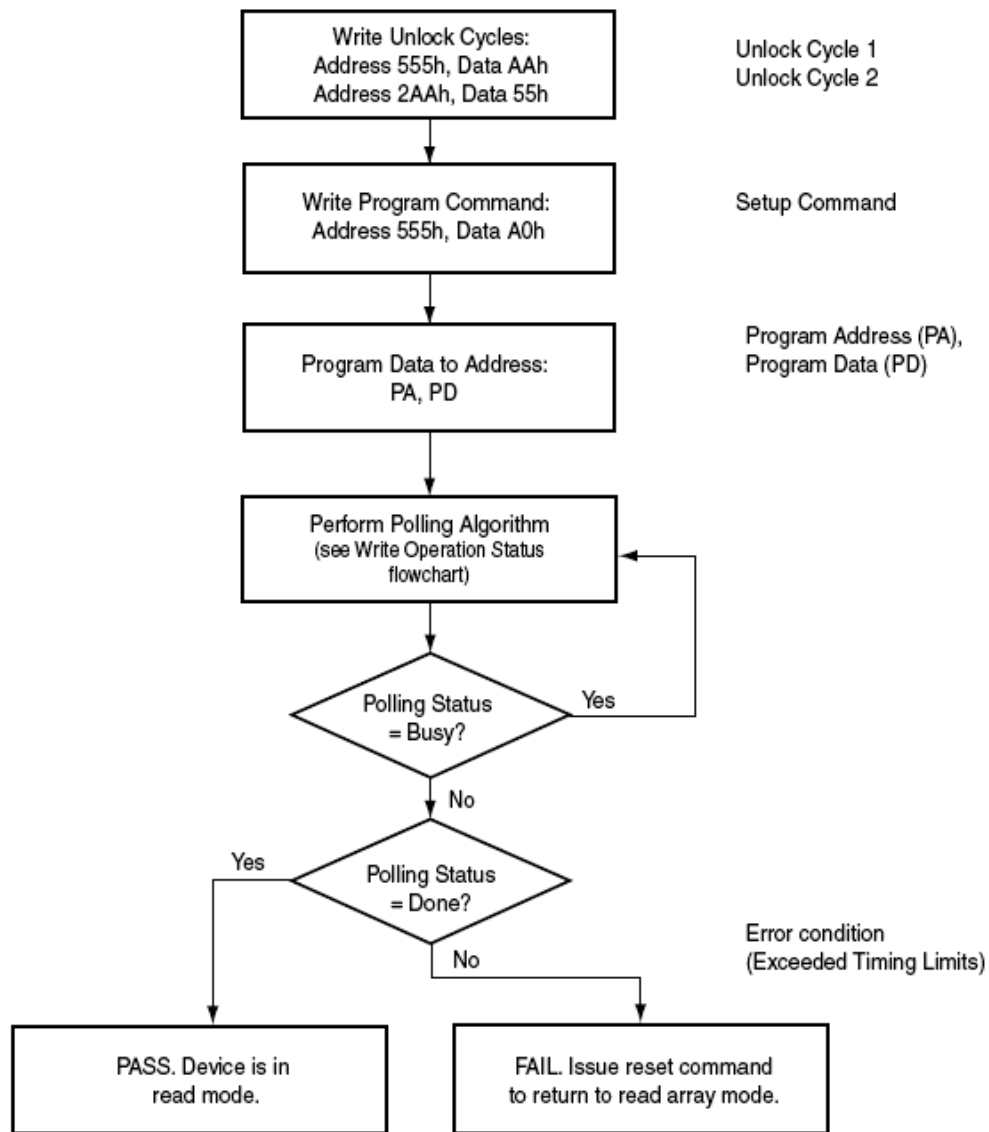 Write Unlock Cycles:
Address 555h, Data AAh
Address 2AAh, Data 55h
Unlock Cycle 1
Unlock Cycle 2
Write Program Command:
Address 555h, Data A0h
Setup Command
Program Data to Address:
PA, PD
Program Address (PA),
Program Data (PD)
Perform Polling Algorithm
(see Write Operation Status
flowchart)
Polling Status
= Busy?
Yes
No
Polling Status
= Done?
Yes
No
Error condition
(Exceeded Timing Limits)
PASS. Device is in
read mode.
FAIL. Issue reset command
to return to read array mode.